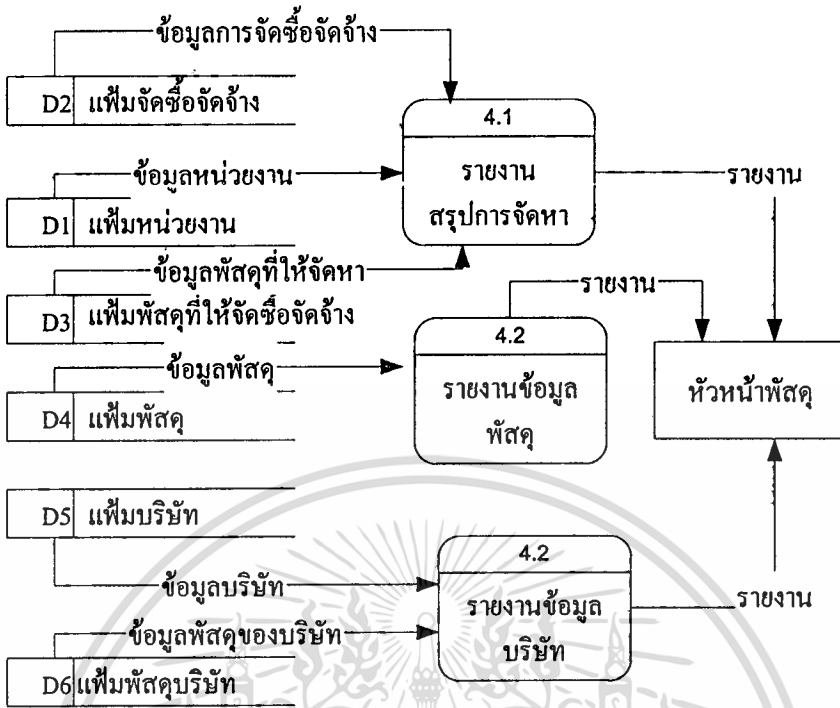 ข้อมูลการจัดซื้อจัดจ้าง
D2 แฟ้มจัดซื้อจัดจ้าง
4.1
รายงาน
สรุปการจัดหา
ข้อมูลหน่วยงาน
รายงาน
D1 แฟ้มหน่วยงาน
ข้อมูลพัสดุที่ให้จัดหา
รายงาน
D3 แฟ้มพัสดุที่ให้จัดซื้อจัดจ้าง
4.2
รายงานข้อมูล
พัสดุ
ข้อมูลพัสดุ
หัวหน้าพัสดุ
D4 แฟ้มพัสดุ
D5 แฟ้มบริษัท
4.2
รายงานข้อมูล
บริษัท
ข้อมูลบริษัท
รายงาน
ข้อมูลพัสดุของบริษัท
D6 แฟ้มพัสดุบริษัท